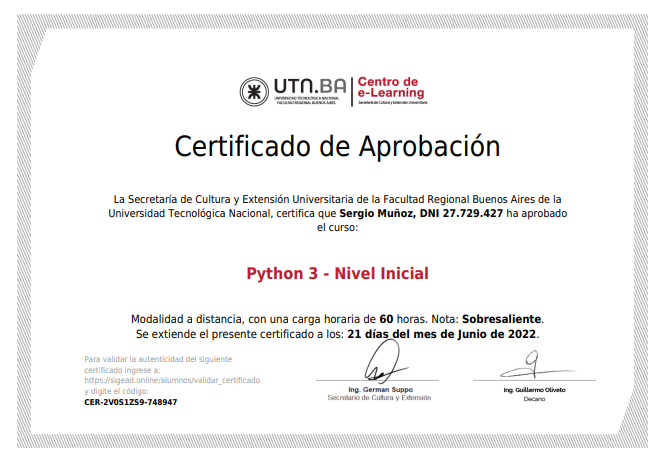 UTN.BA
UNIVERSIDAD TECNOLÓGICA NACIONAL
FACULTAD REGIONAL BUENOS AIRES
Centro de
e-Learning
Secretaría de Cultura y Extensión Universitaria
Certificado de Aprobación
La Secretaría de Cultura y Extensión Universitaria de la Facultad Regional Buenos Aires de la
Universidad Tecnológica Nacional, certifica que Sergio Muñoz, DNI 27.729.427 ha aprobado
el curso:
Python 3 - Nivel Inicial
Modalidad a distancia, con una carga horaria de 60 horas. Nota: Sobresaliente.
Se extiende el presente certificado a los: 21 días del mes de Junio de 2022.
Para validar la autenticidad del siguiente
certificado ingrese a:
https://sigead.online/alumnos/validar_certificado
y digite el código:
CER-2V0S1ZS9-748947
Ing. German Suppo
Secretario de Cultura y Extensión
Ing. Guillermo Oliveto
Decano